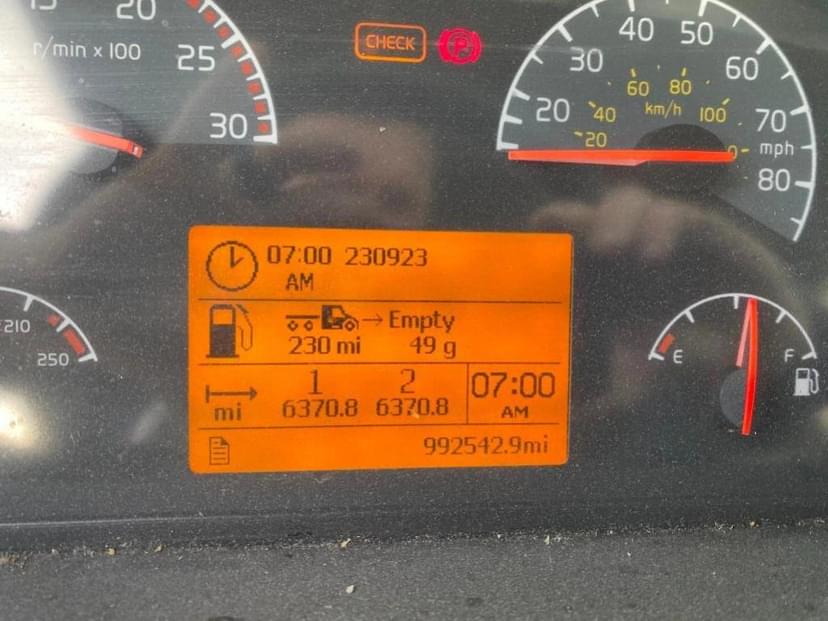 15 20 25 30
r/min x 100
CHECK
P
20 30 40 50 60 70 80
mph
0 20 40 60 80 100
km/h
07:00 230923
AM
→ Empty
230 mi 49 g
1 2
mi 6370.8 6370.8
07:00
AM
992542.9mi
210
250
E F